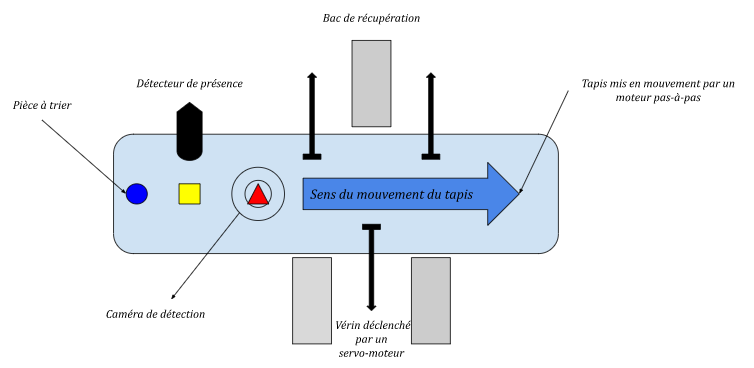 Bac de récupération
Détecteur de présence
Tapis mis en mouvement par un
moteur pas-à-pas
Pièce à trier
Sens du mouvement du tapis
Caméra de détection
Vérin déclenché
par un
servo-moteur